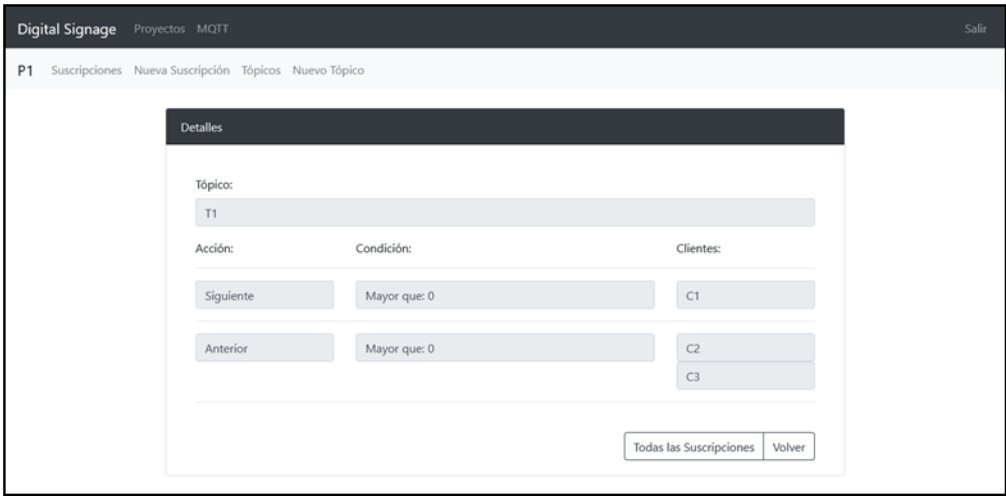 Digital Signage Proyectos MQTT Salir
P1 Suscripciones Nueva Suscripción Tópicos Nuevo Tópico
Detalles
Tópico:
T1
Acción: Condición: Clientes:
Siguiente Mayor que: 0 C1
Anterior Mayor que: 0 C2
C3
Todas las Suscripciones Volver